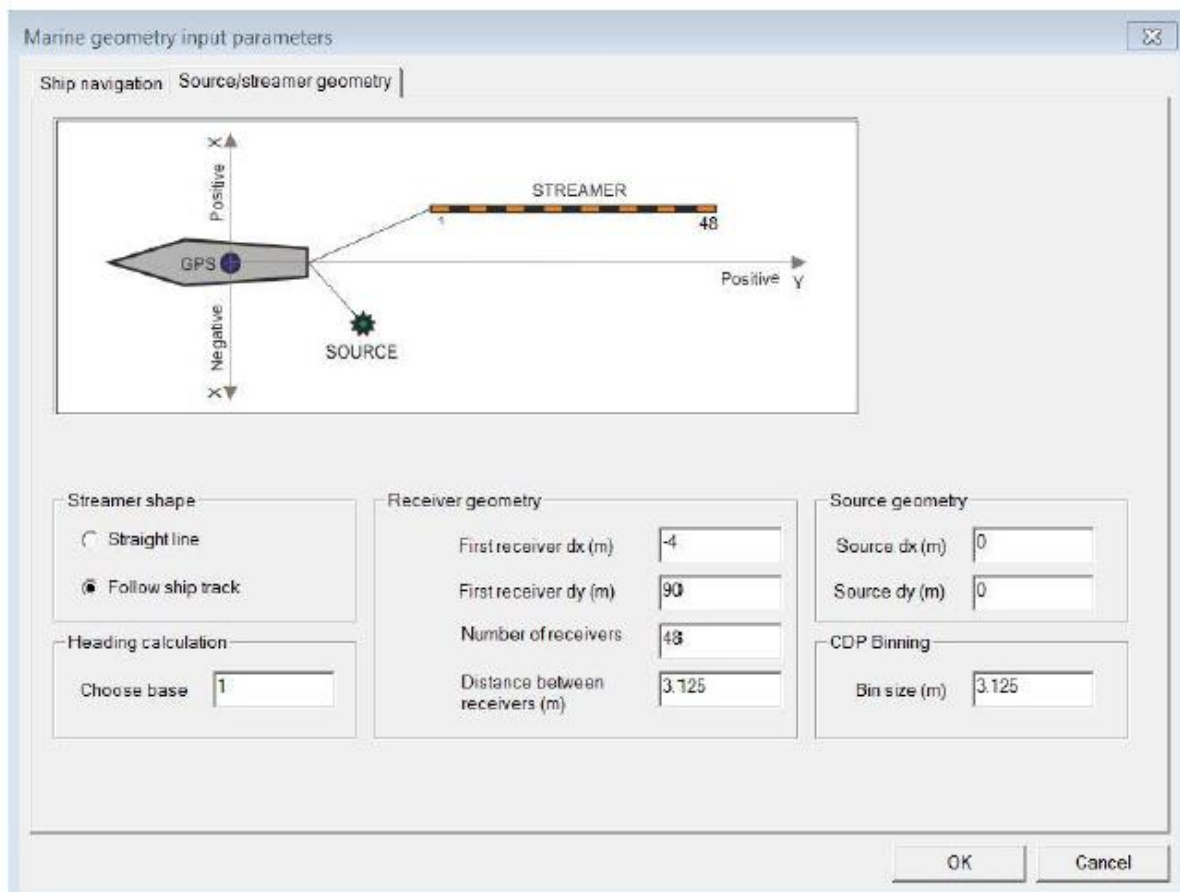 Marine geometry input parameters
Ship navigation Source/streamer geometry
X
Positive
STREAMER
1 48
GPS
Positive Y
Negative
SOURCE
X
Streamer shape
Straight line
Follow ship track
Heading calculation
Choose base 1
Receiver geometry
First receiver dx (m) -4
First receiver dy (m) 90
Number of receivers 48
Distance between
receivers (m) 3.125
Source geometry
Source dx (m) 0
Source dy (m) 0
CDP Binning
Bin size (m) 3.125
OK Cancel